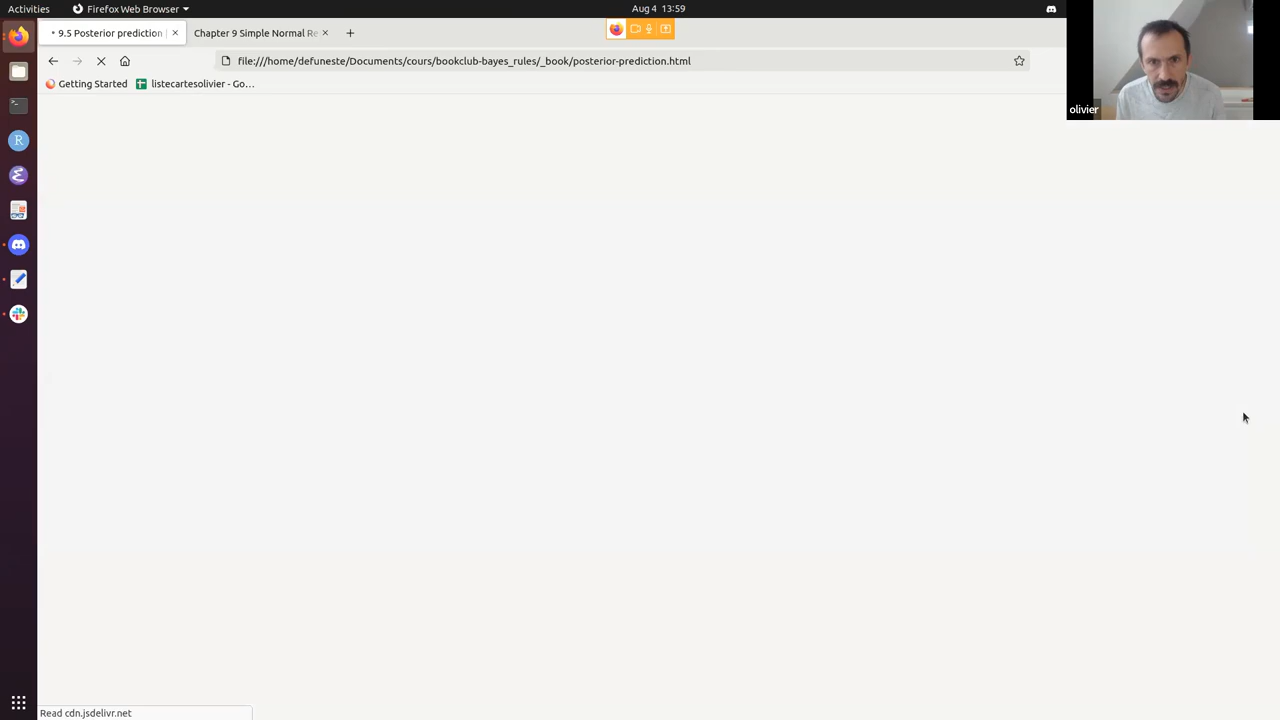 Activities
Firefox Web Browser
Aug 4 13:59
9.5 Posterior prediction
Chapter 9 Simple Normal Re
file:///home/defuneste/Documents/cours/bookclub-bayes_rules/_book/posterior-prediction.html
Getting Started
listecartesolivier - Go…
olivier
Read cdn.jsdelivr.net